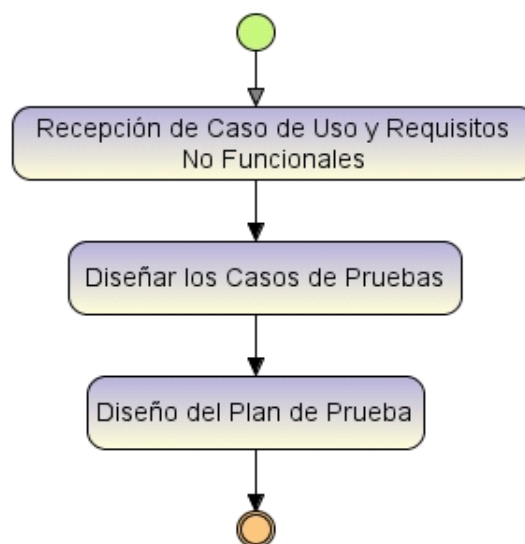 Recepción de Caso de Uso y Requisitos
No Funcionales
Diseñar los Casos de Pruebas
Diseño del Plan de Prueba